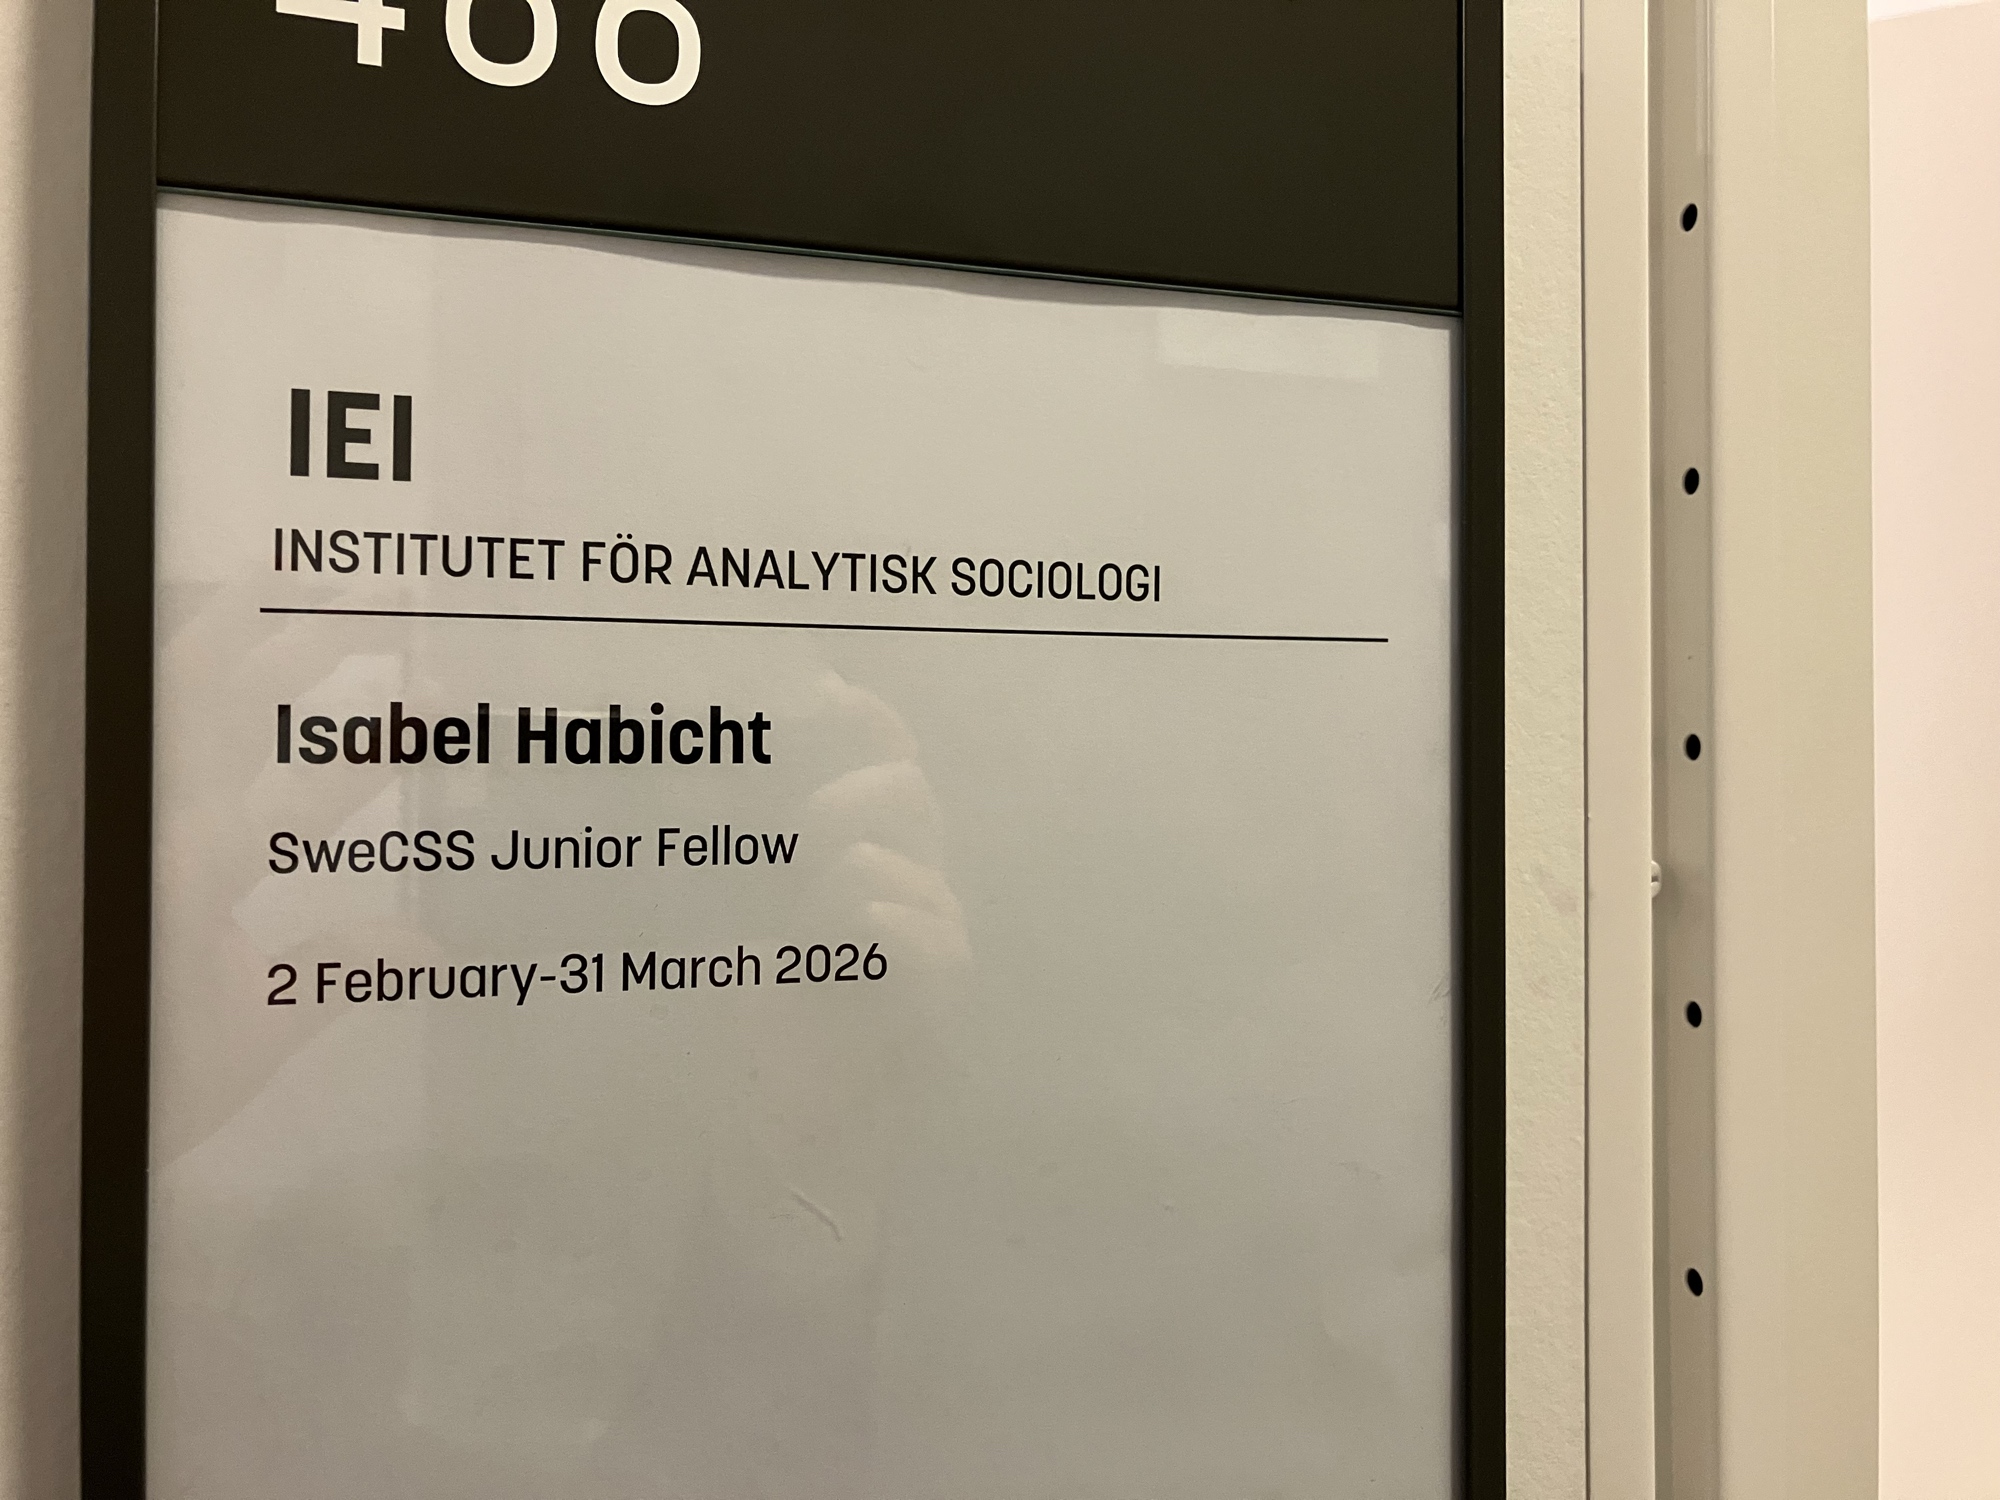 IEI
INSTITUTET FÖR ANALYTISK SOCIOLOGI
Isabel Habicht
SweCSS Junior Fellow
2 February-31 March 2026